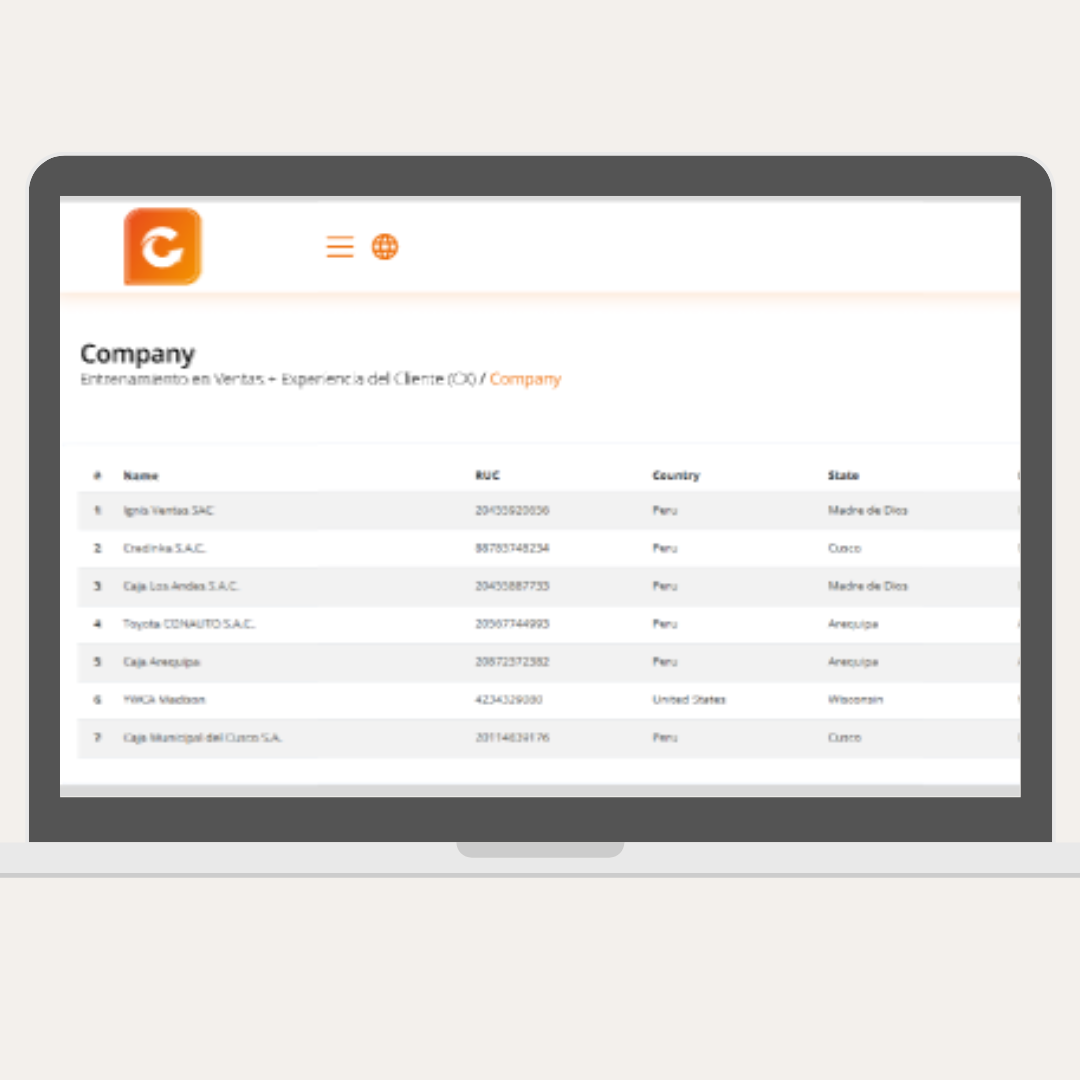 Company
Entrenamiento en Ventas + Experiencia del Cliente (CX) / Company
# Name RUC Country State
1 Ignis Ventas SAC Peru Madre de Dios
2 Credinka S.A.C. 88783748234 Peru Cusco
3 Caja Los Andes S.A.C. 20455887733 Peru Madre de Dios
4 Toyota CONAUTO S.A.C. 20567744993 Peru Arequipa
5 Caja Arequipa 20872372382 Peru Arequipa
6 YWCA Madison United States Wisconsin
7 Caja Municipal del Cusco S.A. Peru Cusco